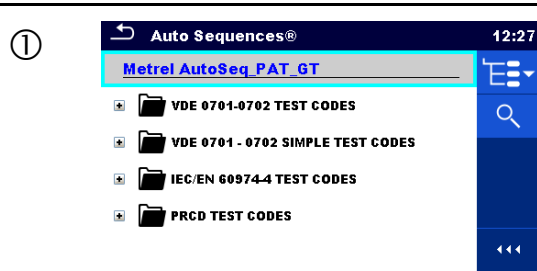 ①
Auto Sequences® 12:27
Metrel AutoSeq_PAT_GT
VDE 0701-0702 TEST CODES
VDE 0701 - 0702 SIMPLE TEST CODES
IEC/EN 60974-4 TEST CODES
PRCD TEST CODES